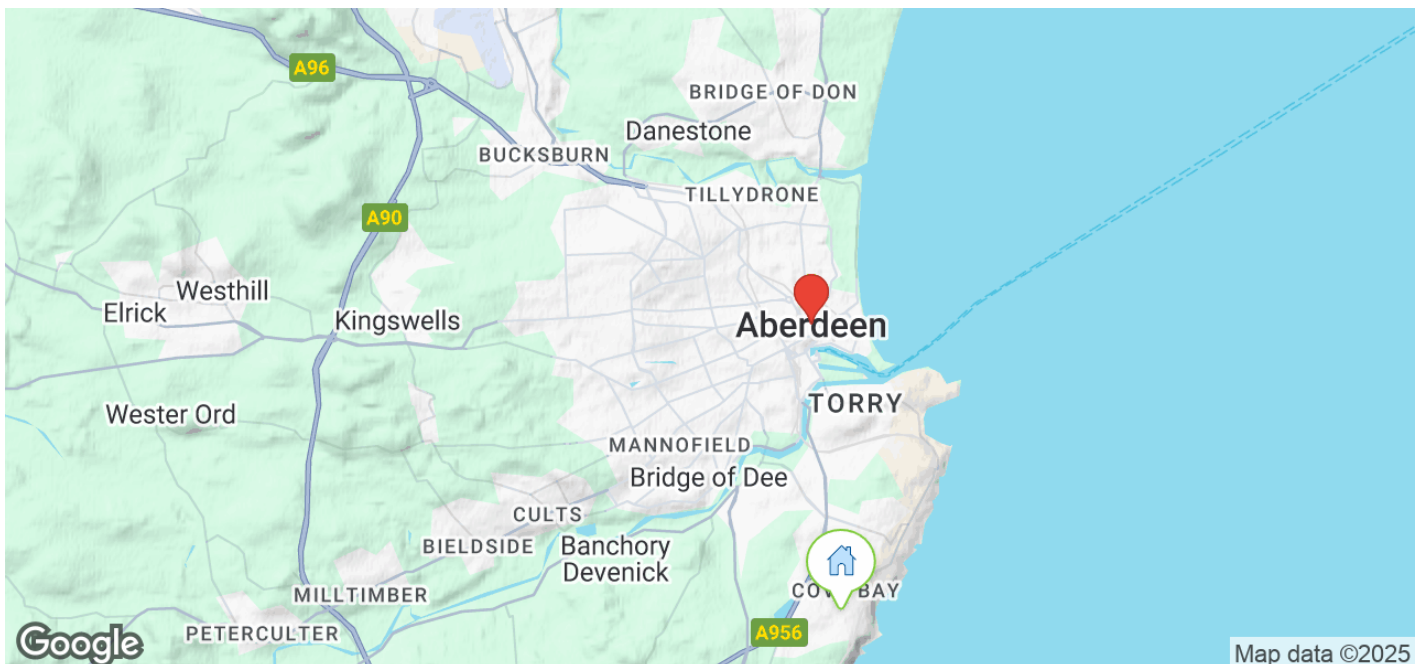 A96
BRIDGE OF DON
Danestone
BUCKSBURN
TILLYDRONE
A90
Westhill
Elrick
Kingswells
Aberdeen
Wester Ord
TORRY
MANNOFIELD
Bridge of Dee
CULTS
BIELDSIDE
Banchory
Devenick
MILLTIMBER
BAY
PETERCULTER
A956
Google
Map data ©2025